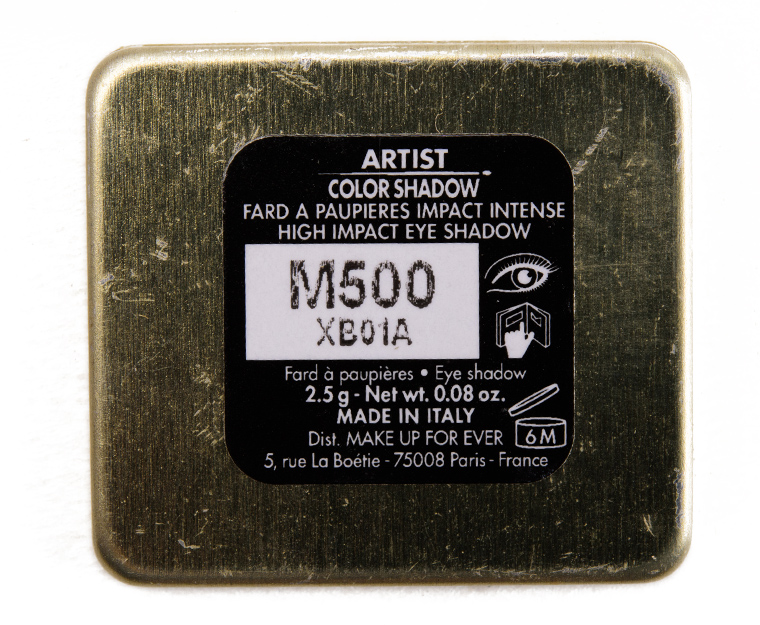 ARTIST
COLOR SHADOW
FARD A PAUPIERES IMPACT INTENSE
HIGH IMPACT EYE SHADOW
M500
XB01A
Fard à paupières • Eye shadow
2.5 g - Net wt. 0.08 oz.
MADE IN ITALY
Dist. MAKE UP FOR EVER
6M
5, rue La Boétie - 75008 Paris - France